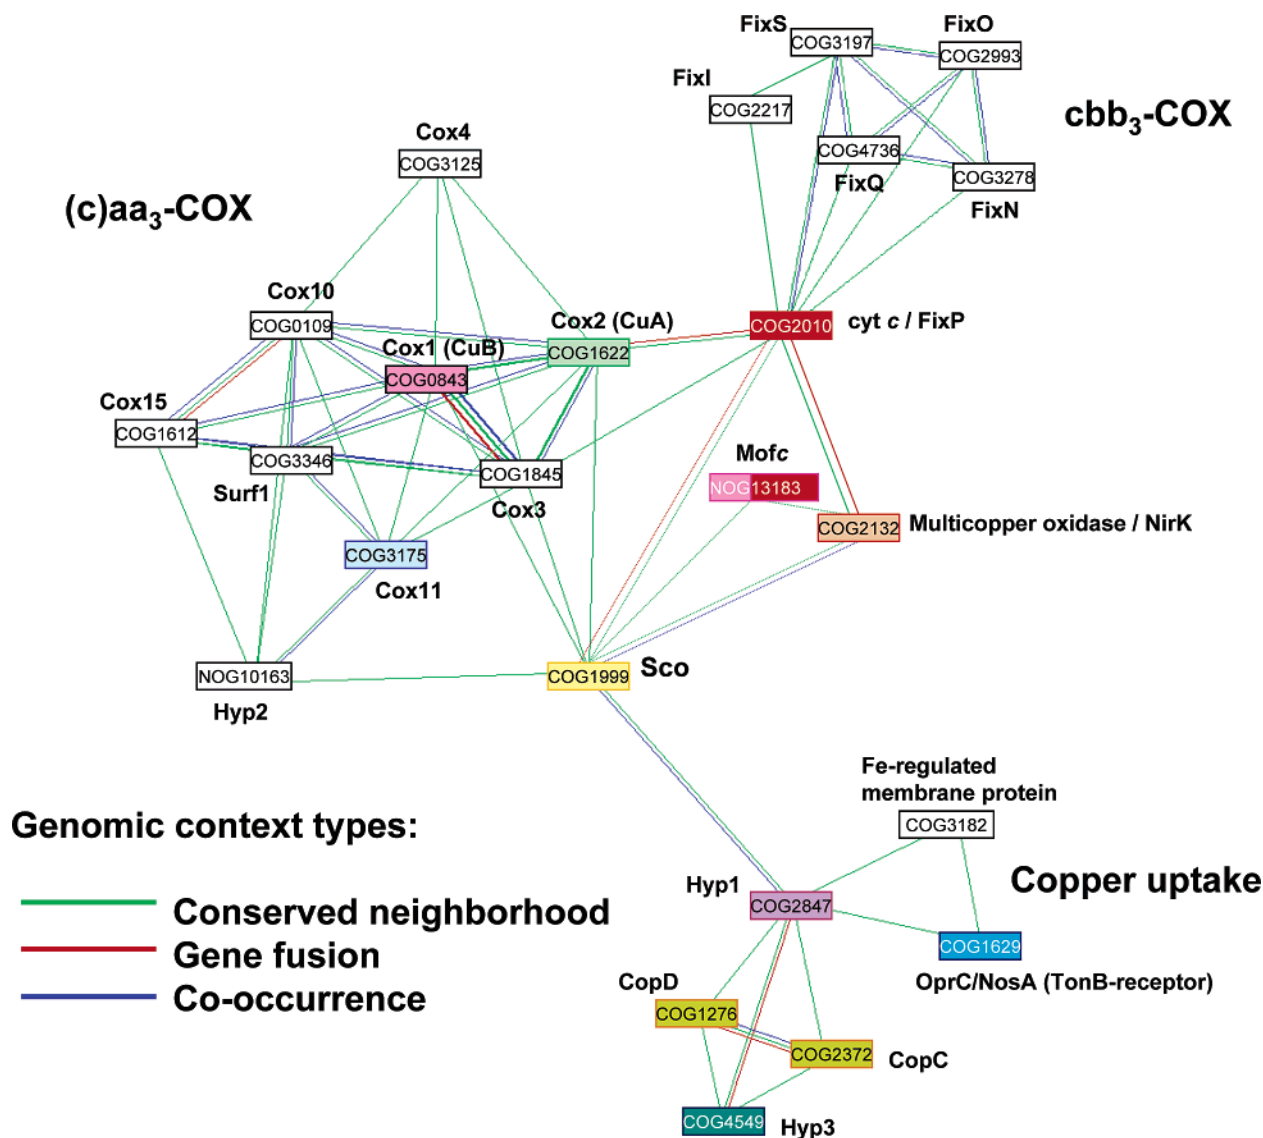 FixS
FixO
COG3197
COG2993
FixI
COG2217
cbb3-COX
Cox4
COG3125
COG4736
FixQ
COG3278
FixN
(c)aa3-COX
Cox10
COG0109
Cox2 (CuA)
COG2010
cyt c / FixP
Cox1 (CuB)
COG1622
COG0843
Cox15
COG1612
COG3346
Surf1
COG1845
Cox3
Mofc
NOG13183
COG2132
Multicopper oxidase / NirK
COG3175
Cox11
NOG10163
Hyp2
COG1999
Sco
Fe-regulated
membrane protein
COG3182
Genomic context types:
Copper uptake
Hyp1
COG2847
Conserved neighborhood
Gene fusion
Co-occurrence
COG1629
OprC/NosA (TonB-receptor)
CopD
COG1276
COG2372
CopC
COG4549
Hyp3